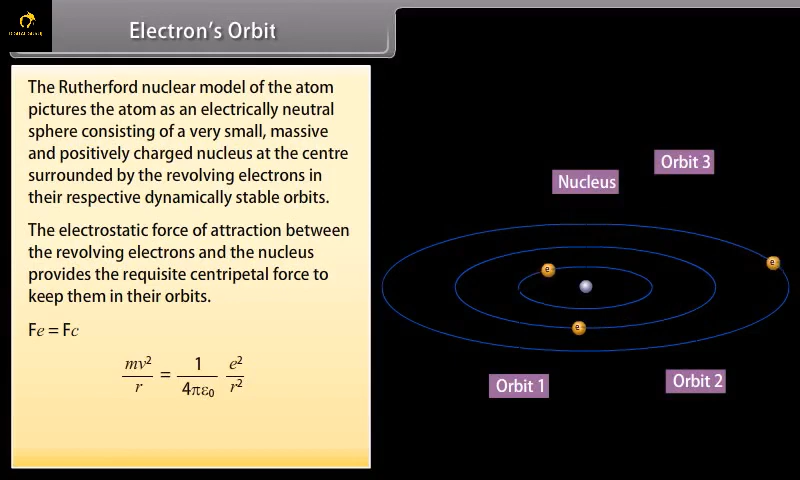 Electron's Orbit
The Rutherford nuclear model of the atom
pictures the atom as an electrically neutral
sphere consisting of a very small, massive
and positively charged nucleus at the centre
surrounded by the revolving electrons in
their respective dynamically stable orbits.
The electrostatic force of attraction between
the revolving electrons and the nucleus
provides the requisite centripetal force to
keep them in their orbits.
Fe = Fc
mv²/r = 1/4πε₀ e²/r²
Orbit 3
Nucleus
e⁻
e⁻
e⁻
Orbit 1
Orbit 2